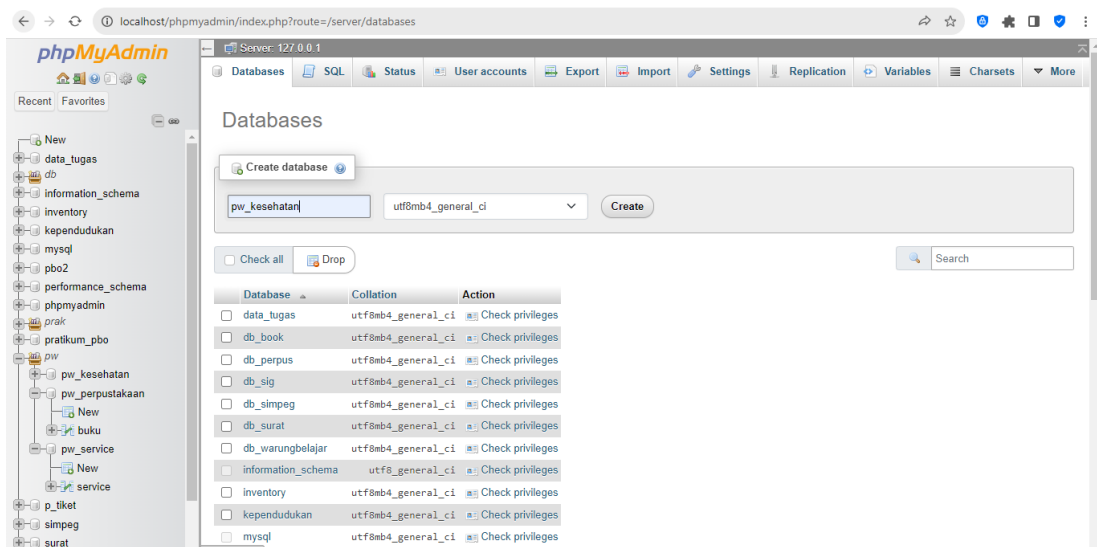 localhost/phpmyadmin/index.php?route=/server/databases
phpMyAdmin
Recent Favorites
New
data_tugas
db
information_schema
inventory
kependudukan
mysql
pbo2
performance_schema
phpmyadmin
prak
pratikum_pbo
pw
pw_kesehatan
pw_perpustakaan
New
buku
pw_service
New
service
p_tiket
simpeg
surat
Server: 127.0.0.1
Databases SQL Status User accounts Export Import Settings Replication Variables Charsets More
Databases
Create database
pw_kesehatan utf8mb4_general_ci Create
Check all Drop Search
Database Collation Action
data_tugas utf8mb4_general_ci Check privileges
db_book utf8mb4_general_ci Check privileges
db_perpus utf8mb4_general_ci Check privileges
db_sig utf8mb4_general_ci Check privileges
db_simpeg utf8mb4_general_ci Check privileges
db_surat utf8mb4_general_ci Check privileges
db_warungbelajar utf8mb4_general_ci Check privileges
information_schema utf8_general_ci Check privileges
inventory utf8mb4_general_ci Check privileges
kependudukan utf8mb4_general_ci Check privileges
mysql utf8mb4_general_ci Check privileges